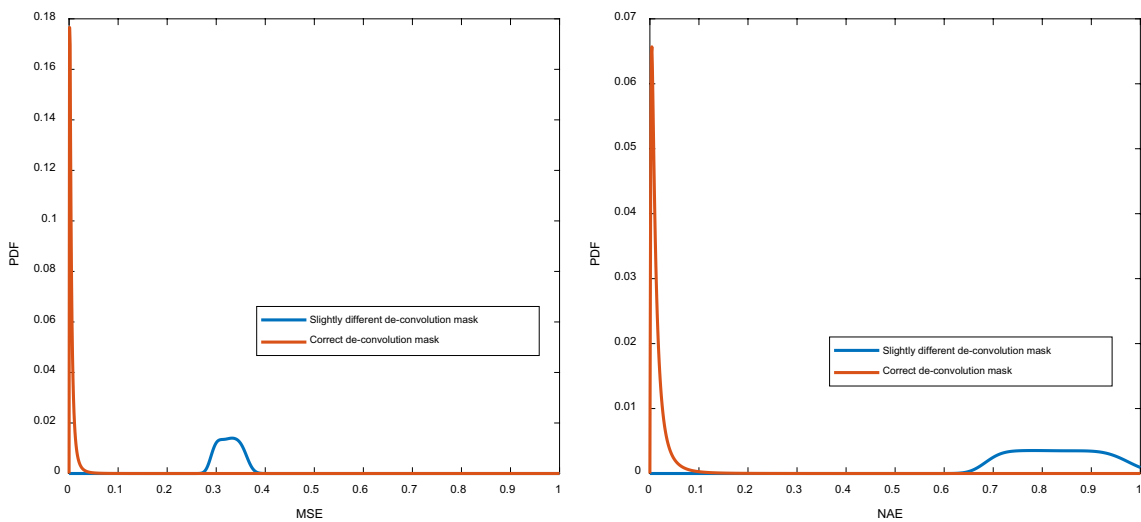 0.18
0.16
0.14
0.12
0.1
0.08
0.06
0.04
0.02
0
PDF
Slightly different de-convolution mask
Correct de-convolution mask
0 0.1 0.2 0.3 0.4 0.5 0.6 0.7 0.8 0.9 1
MSE
0.07
0.06
0.05
0.04
0.03
0.02
0.01
0
PDF
Slightly different de-convolution mask
Correct de-convolution mask
0 0.1 0.2 0.3 0.4 0.5 0.6 0.7 0.8 0.9 1
NAE